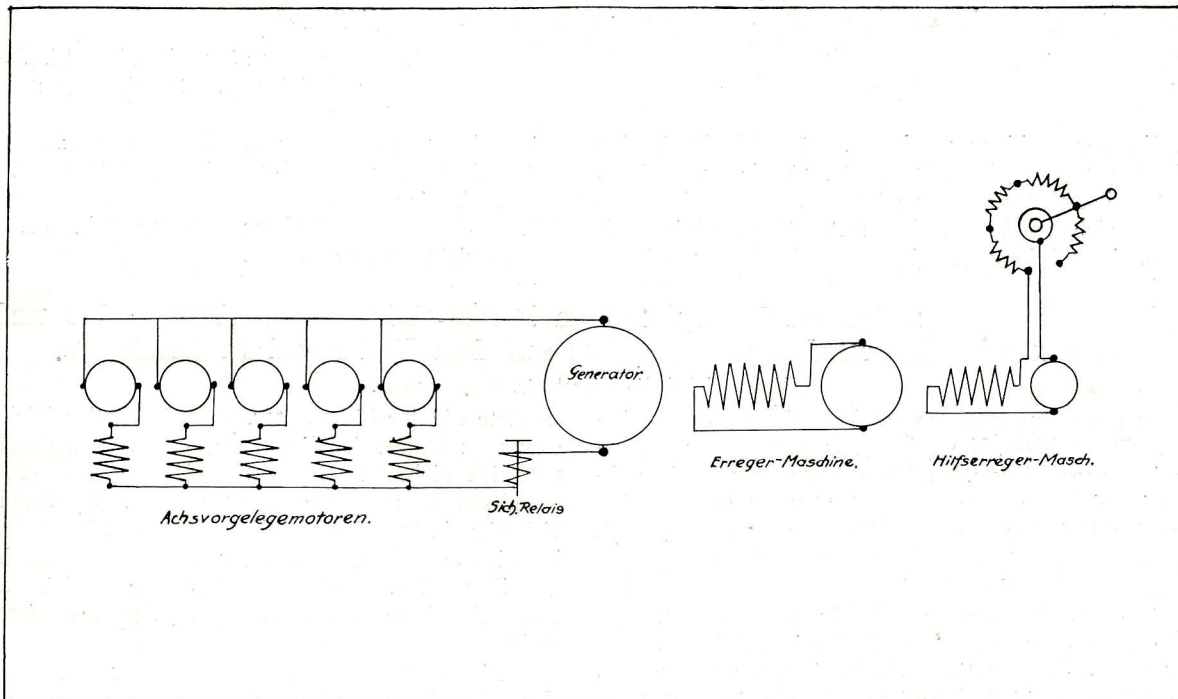 Generator.
Erreger-Maschine.
Hilfserreger-Masch.
Sich. Relais
Achsvorgelegemotoren.